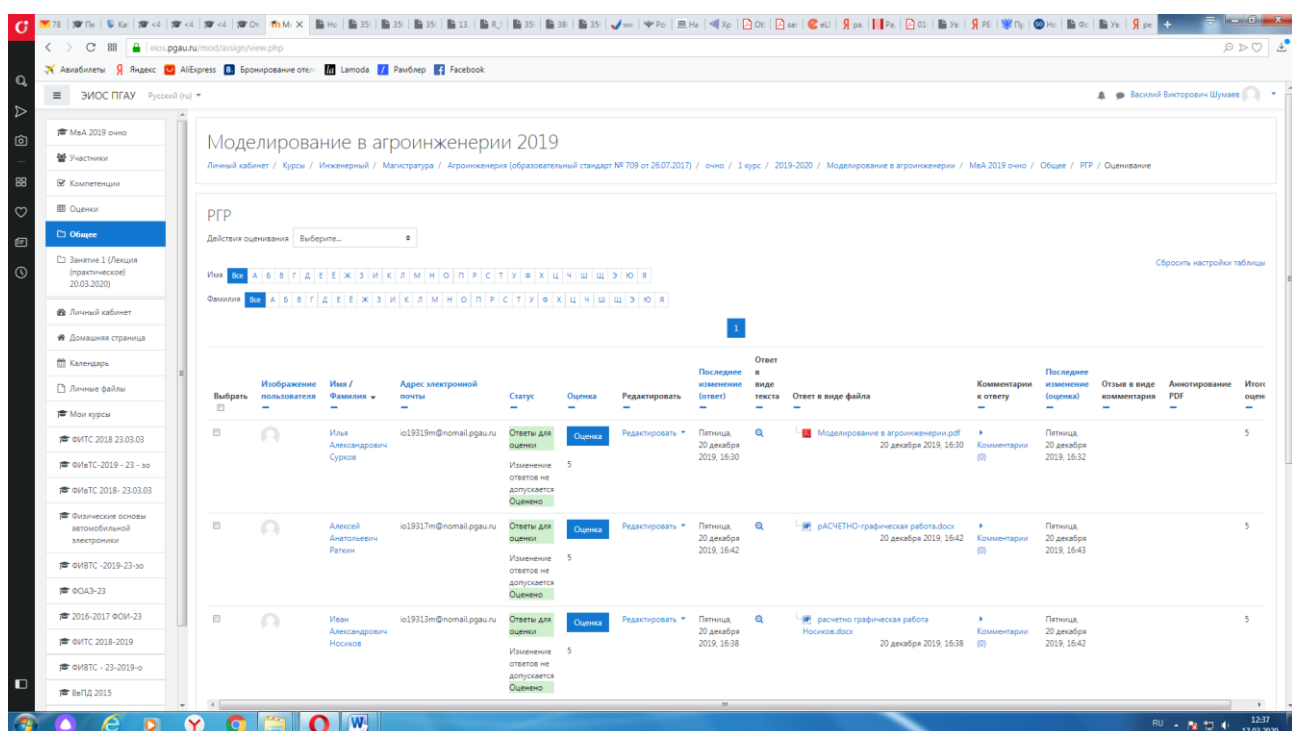 eios.pgau.ru/mod/assign/view.php
Авиабилеты Яндекс AliExpress Бронирование отел Lamoda Рамблер Facebook
ЭИОС ПГАУ Русский (ru)
Василий Викторович Шумаев
МвА 2019 очно
Участники
Компетенции
Оценки
Общее
Занятие 1 (Лекция
(практическое)
20.03.2020)
Личный кабинет
Домашняя страница
Календарь
Личные файлы
Мои курсы
ФИТС 2018 23.03.03
ФИвТС-2019 - 23 - зо
ФИвТС 2018- 23.03.03
Физические основы
автомобильной
электроники
ФИВТС -2019-23-зо
ФОАЭ-23
2016-2017 ФОИ-23
ФИТС 2018-2019
ФИВТС - 23-2019-о
ВвПД 2015
Моделирование в агроинженерии 2019
Личный кабинет / Курсы / Инженерный / Магистратура / Агроинженерия (образовательный стандарт № 709 от 26.07.2017) / очно / 1 курс / 2019-2020 / Моделирование в агроинженерии / МвА 2019 очно / Общее / РГР / Оценивание
РГР
Действия оценивания Выберите...
Сбросить настройки таблицы
Имя Все А Б В Г Д Е Ё Ж З И К Л М Н О П Р С Т У Ф Х Ц Ч Ш Щ Э Ю Я
Фамилия Все А Б В Г Д Е Ё Ж З И К Л М Н О П Р С Т У Ф Х Ц Ч Ш Щ Э Ю Я
1
Выбрать
Изображение
пользователя
Имя /
Фамилия
Адрес электронной
почты
Статус
Оценка
Редактировать
Последнее
изменение
(ответ)
Ответ
в
виде
текста
Ответ в виде файла
Комментарии
к ответу
Последнее
изменение
(оценка)
Отзыв в виде
комментария
Аннотирование
PDF
Итого
оцен
Илья
Александрович
Сурков
io19319m@nomail.pgau.ru
Ответы для
оценки
Изменение
ответов не
допускается
Оценено
Оценка
5
Редактировать
Пятница,
20 декабря
2019, 16:30
Моделирование в агроинженерии.pdf
20 декабря 2019, 16:30
Комментарии
(0)
Пятница,
20 декабря
2019, 16:32
5
Алексей
Анатольевич
Раткин
io19317m@nomail.pgau.ru
Ответы для
оценки
Изменение
ответов не
допускается
Оценено
Оценка
5
Редактировать
Пятница,
20 декабря
2019, 16:42
рАСЧЕТНО-графическая работа.docx
20 декабря 2019, 16:42
Комментарии
(0)
Пятница,
20 декабря
2019, 16:43
5
Иван
Александрович
Носиков
io19313m@nomail.pgau.ru
Ответы для
оценки
Изменение
ответов не
допускается
Оценено
Оценка
5
Редактировать
Пятница,
20 декабря
2019, 16:38
расчетно графическая работа
Носиков.docx
20 декабря 2019, 16:38
Комментарии
(0)
Пятница,
20 декабря
2019, 16:42
5
RU
12:37
17.03.2020